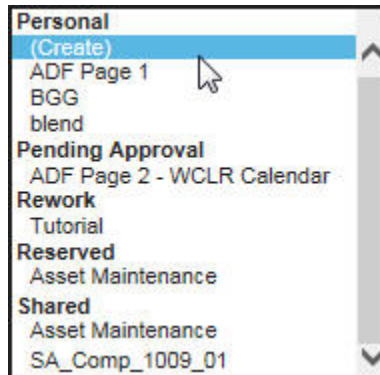 Personal
(Create)
ADF Page 1
BGG
blend
Pending Approval
ADF Page 2 - WCLR Calendar
Rework
Tutorial
Reserved
Asset Maintenance
Shared
Asset Maintenance
SA_Comp_1009_01